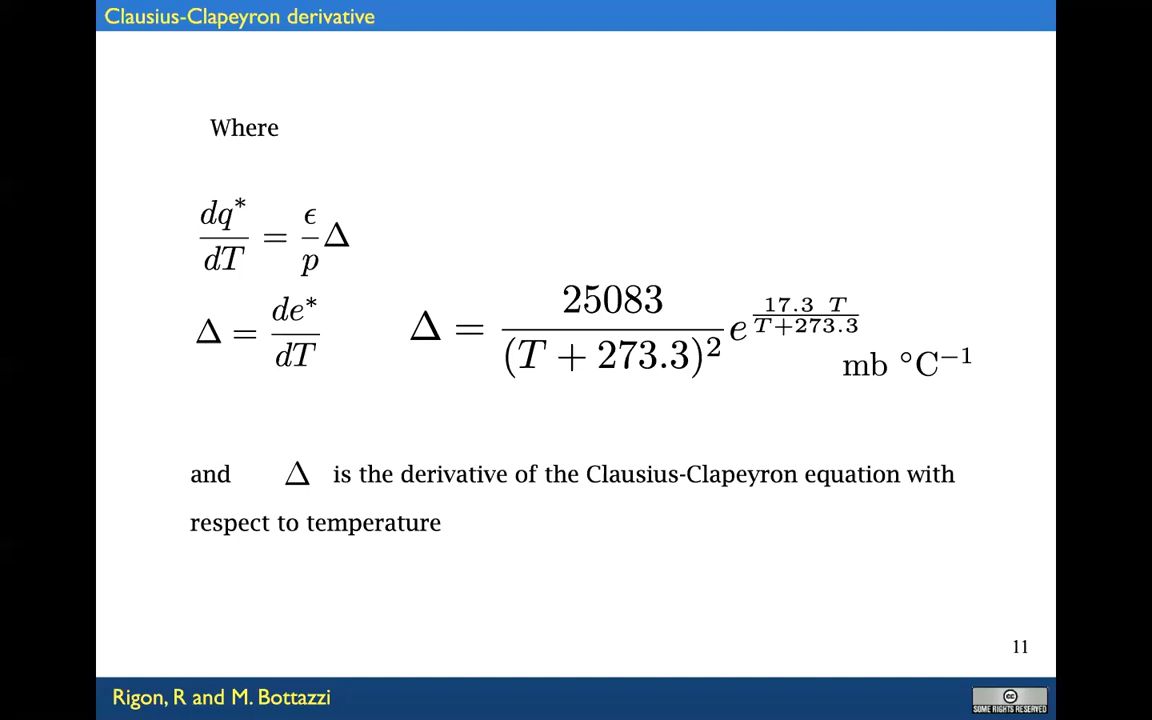 Clausius-Clapeyron derivative
Where
dq*/dT = ϵ/p Δ
Δ = de*/dT
Δ = 25083/(T + 273.3)² e^(17.3 T/T+273.3)
mb °C⁻¹
and Δ is the derivative of the Clausius-Clapeyron equation with
respect to temperature
11
Rigon, R and M. Bottazzi
cc
SOME RIGHTS RESERVED